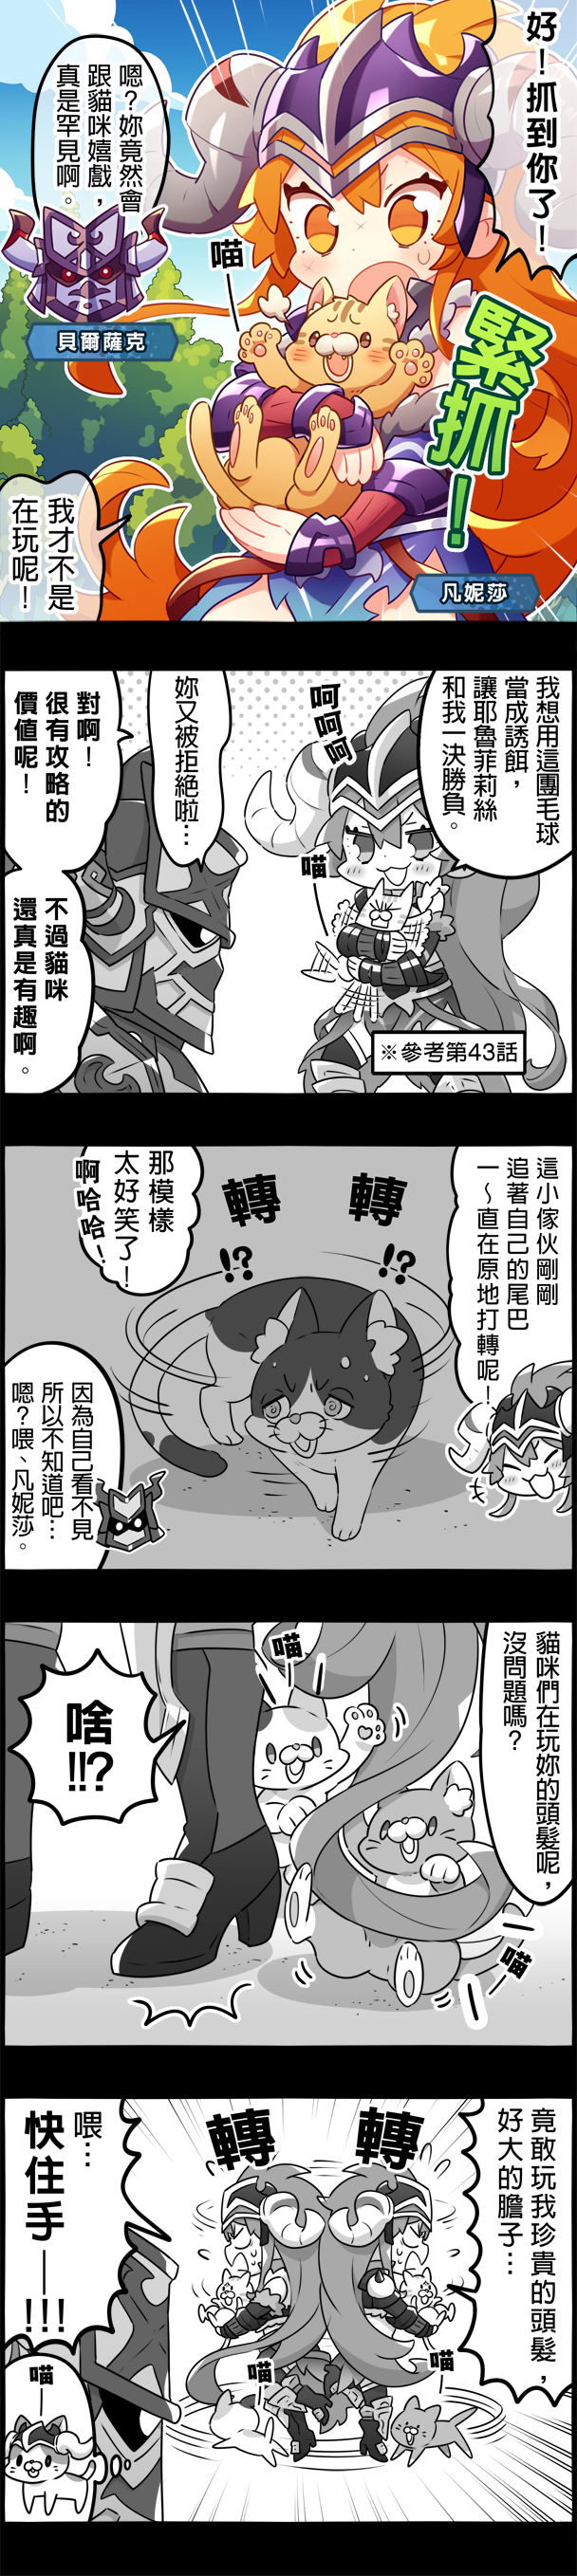 好！抓到你了！
嗯？妳竟然會
跟貓咪嬉戲，
真是罕見啊。
貝爾薩克
喵—
緊抓！
我才不是
在玩呢！
凡妮莎
我想用這團毛球
當成誘餌，
讓耶魯菲莉絲
和我一決勝負。
呵呵呵
喵—
妳又被拒絕啦…
對啊！
很有攻略的
價值呢！
不過貓咪
還真是有趣啊。
※參考第43話
這小傢伙剛剛
追著自己的尾巴
一～直在原地打轉呢！
轉
轉
!?
!?
那模樣
太好笑了！
啊哈哈！
因為自己看不見
所以不知道吧…
嗯？喂、凡妮莎。
貓咪們在玩妳的頭髮呢，
沒問題嗎？
喵—
啥!!?
—喵—
竟敢玩我珍貴的頭髮，
好大的膽子…
轉
轉
喵—
喵—
喂…
快住手—!!!
喵—